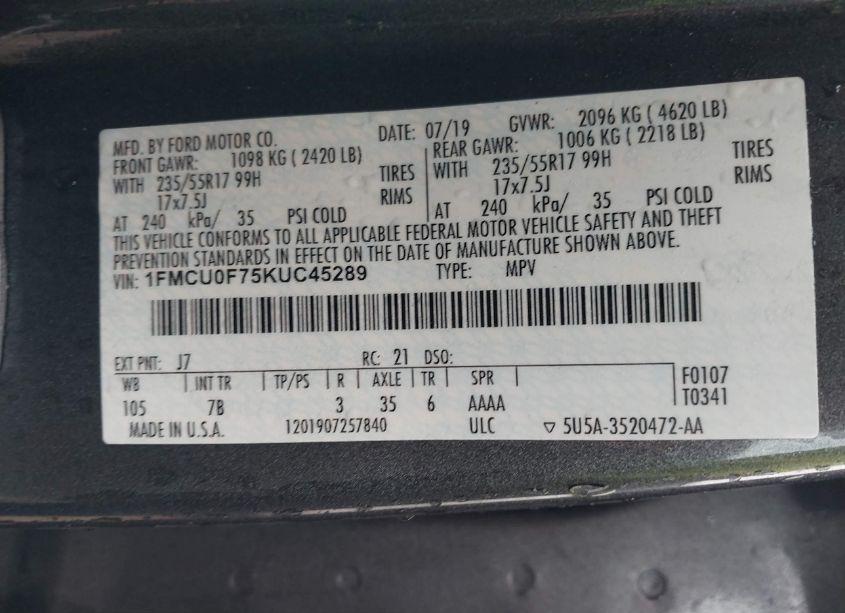 MFD. BY FORD MOTOR CO. DATE: 07/19 GVWR: 2096 KG ( 4620 LB)
FRONT GAWR: 1098 KG ( 2420 LB) REAR GAWR: 1006 KG ( 2218 LB)
WITH 235/55R17 99H TIRES WITH 235/55R17 99H TIRES
17x7.5J RIMS 17x7.5J RIMS
AT 240 kPa/ 35 PSI COLD AT 240 kPa/ 35 PSI COLD
THIS VEHICLE CONFORMS TO ALL APPLICABLE FEDERAL MOTOR VEHICLE SAFETY AND THEFT
PREVENTION STANDARDS IN EFFECT ON THE DATE OF MANUFACTURE SHOWN ABOVE.
VIN: 1FMCU0F75KUC45289 TYPE: MPV
EXT PNT: J7 RC: 21 DSO:
WB INT TR TP/PS R AXLE TR SPR F0107
105 7B 3 35 6 AAAA T0341
MADE IN U.S.A. 1201907257840 ULC ▽ 5U5A-3520472-AA